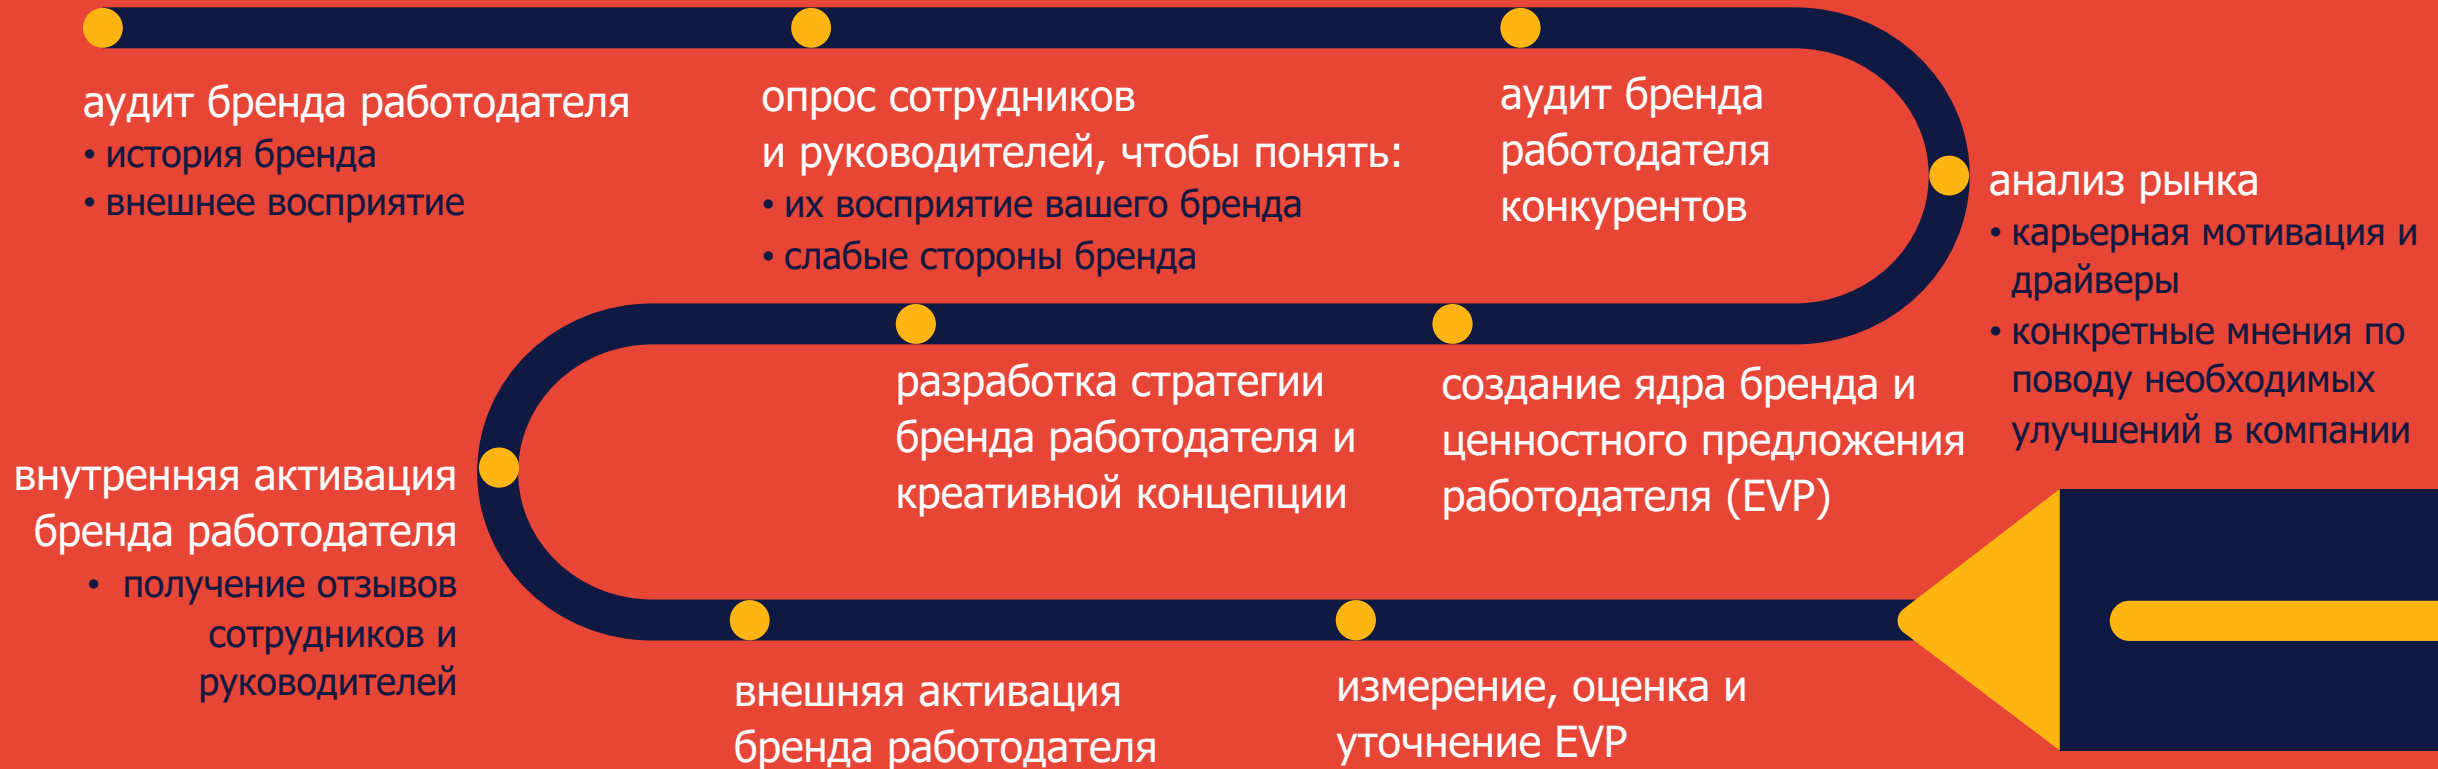 аудит бренда работодателя
• история бренда
• внешнее восприятие
опрос сотрудников
и руководителей, чтобы понять:
• их восприятие вашего бренда
• слабые стороны бренда
аудит бренда
работодателя
конкурентов
анализ рынка
• карьерная мотивация и
драйверы
• конкретные мнения по
поводу необходимых
улучшений в компании
создание ядра бренда и
ценностного предложения
работодателя (EVP)
разработка стратегии
бренда работодателя и
креативной концепции
внутренняя активация
бренда работодателя
• получение отзывов
сотрудников и
руководителей
внешняя активация
бренда работодателя
измерение, оценка и
уточнение EVP